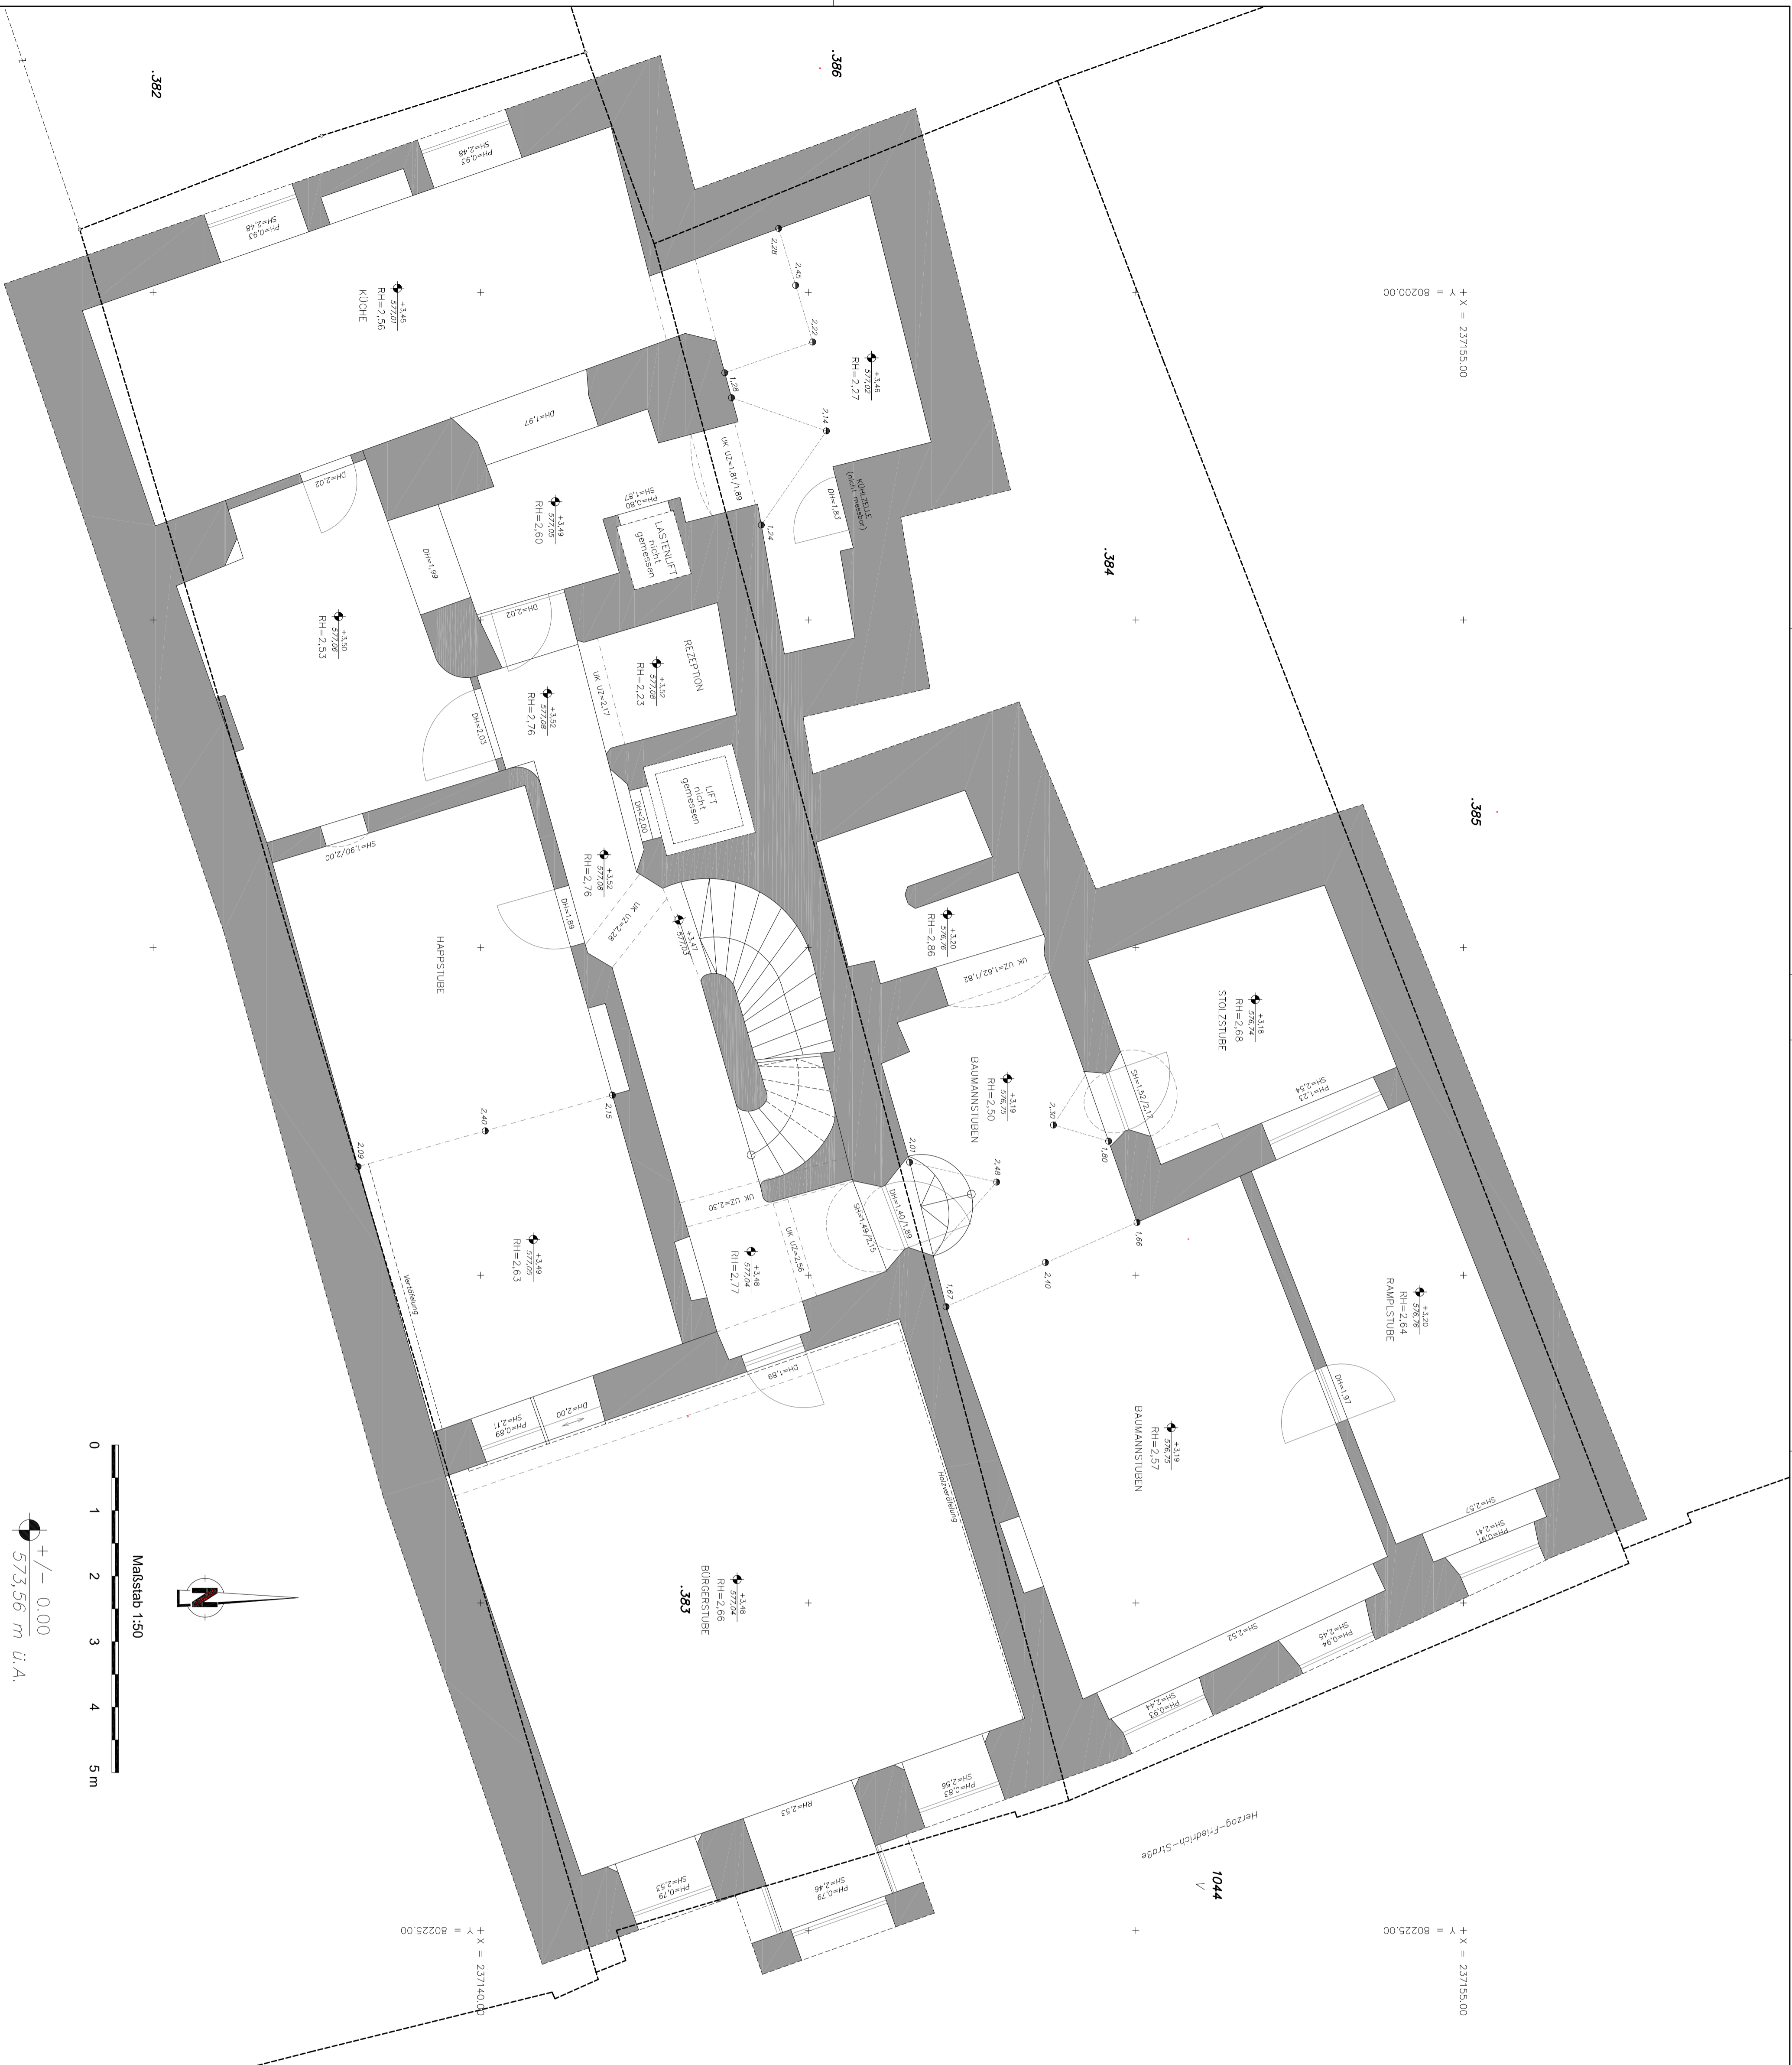 .382
.386
.384
.385
+ X = 237155.00
Y = 80200.00
PH=0,93
SH=2,48
PH=0,93
SH=2,48
+3,45
577,01
RH=2,56
KÜCHE
2,28
2,45
2,22
1,28
2,14
1,24
+3,46
577,02
RH=2,27
KÜHLZELLE
(nicht messbar)
DH=1,83
UK UZ=1,81/1,89
DH=1,97
DH=2,02
DH=1,99
+3,49
577,05
RH=2,60
PH=0,80
SH=1,87
LASTENLIFT
nicht
gemessen
DH=2,02
+3,50
577,06
RH=2,53
REZEPTION
+3,52
577,08
RH=2,23
UK UZ=2,17
+3,52
577,08
RH=2,76
DH=2,03
LIFT
nicht
gemessen
DH=2,00
SH=1,90/2,00
+3,52
577,08
RH=2,76
DH=1,89
UK UZ=2,28
+3,47
577,03
HAPPSTUBE
+3,20
576,76
RH=2,86
UK UZ=1,62/1,82
+3,18
576,74
RH=2,68
STOLZSTUBE
+3,19
576,75
RH=2,50
BAUMANNSTUBEN
SH=1,52/2,17
PH=1,23
SH=2,54
2,30
1,80
2,15
2,40
2,09
2,01
2,48
DH=1,40/1,89
SH=1,49/2,15
1,66
2,40
1,67
UK UZ=2,30
UK UZ=2,56
+3,49
577,05
RH=2,63
+3,48
577,04
RH=2,77
Vertäfelung
DH=1,89
DH=2,00
PH=0,89
SH=2,11
+3,20
576,76
RH=2,64
RAMPLSTUBE
DH=1,97
+3,19
576,75
RH=2,57
BAUMANNSTUBEN
Holzvertäfelung
SH=2,57
PH=0,91
SH=2,41
+3,48
577,04
RH=2,66
BÜRGERSTUBE
.383
SH=2,52
PH=0,94
SH=2,45
PH=0,93
SH=2,44
PH=0,83
SH=2,56
RH=2,53
PH=0,79
SH=2,46
PH=0,79
SH=2,53
Herzog-Friedrich-Straße
1044
+ X = 237140.00
Y = 80225.00
+ X = 237155.00
Y = 80225.00
N
Maßstab 1:50
0 1 2 3 4 5 m
+/- 0.00
573,56 m ü.A.